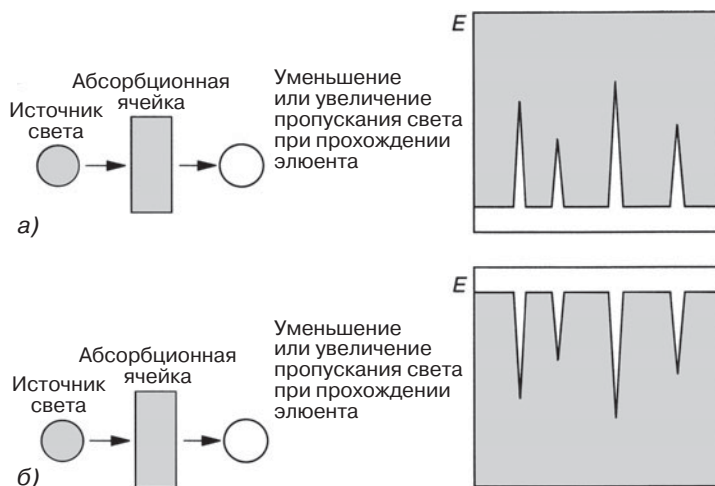 Источник
света
Абсорбционная
ячейка
Уменьшение
или увеличение
пропускания света
при прохождении
элюента
E
а)
Источник
света
Абсорбционная
ячейка
Уменьшение
или увеличение
пропускания света
при прохождении
элюента
E
б)